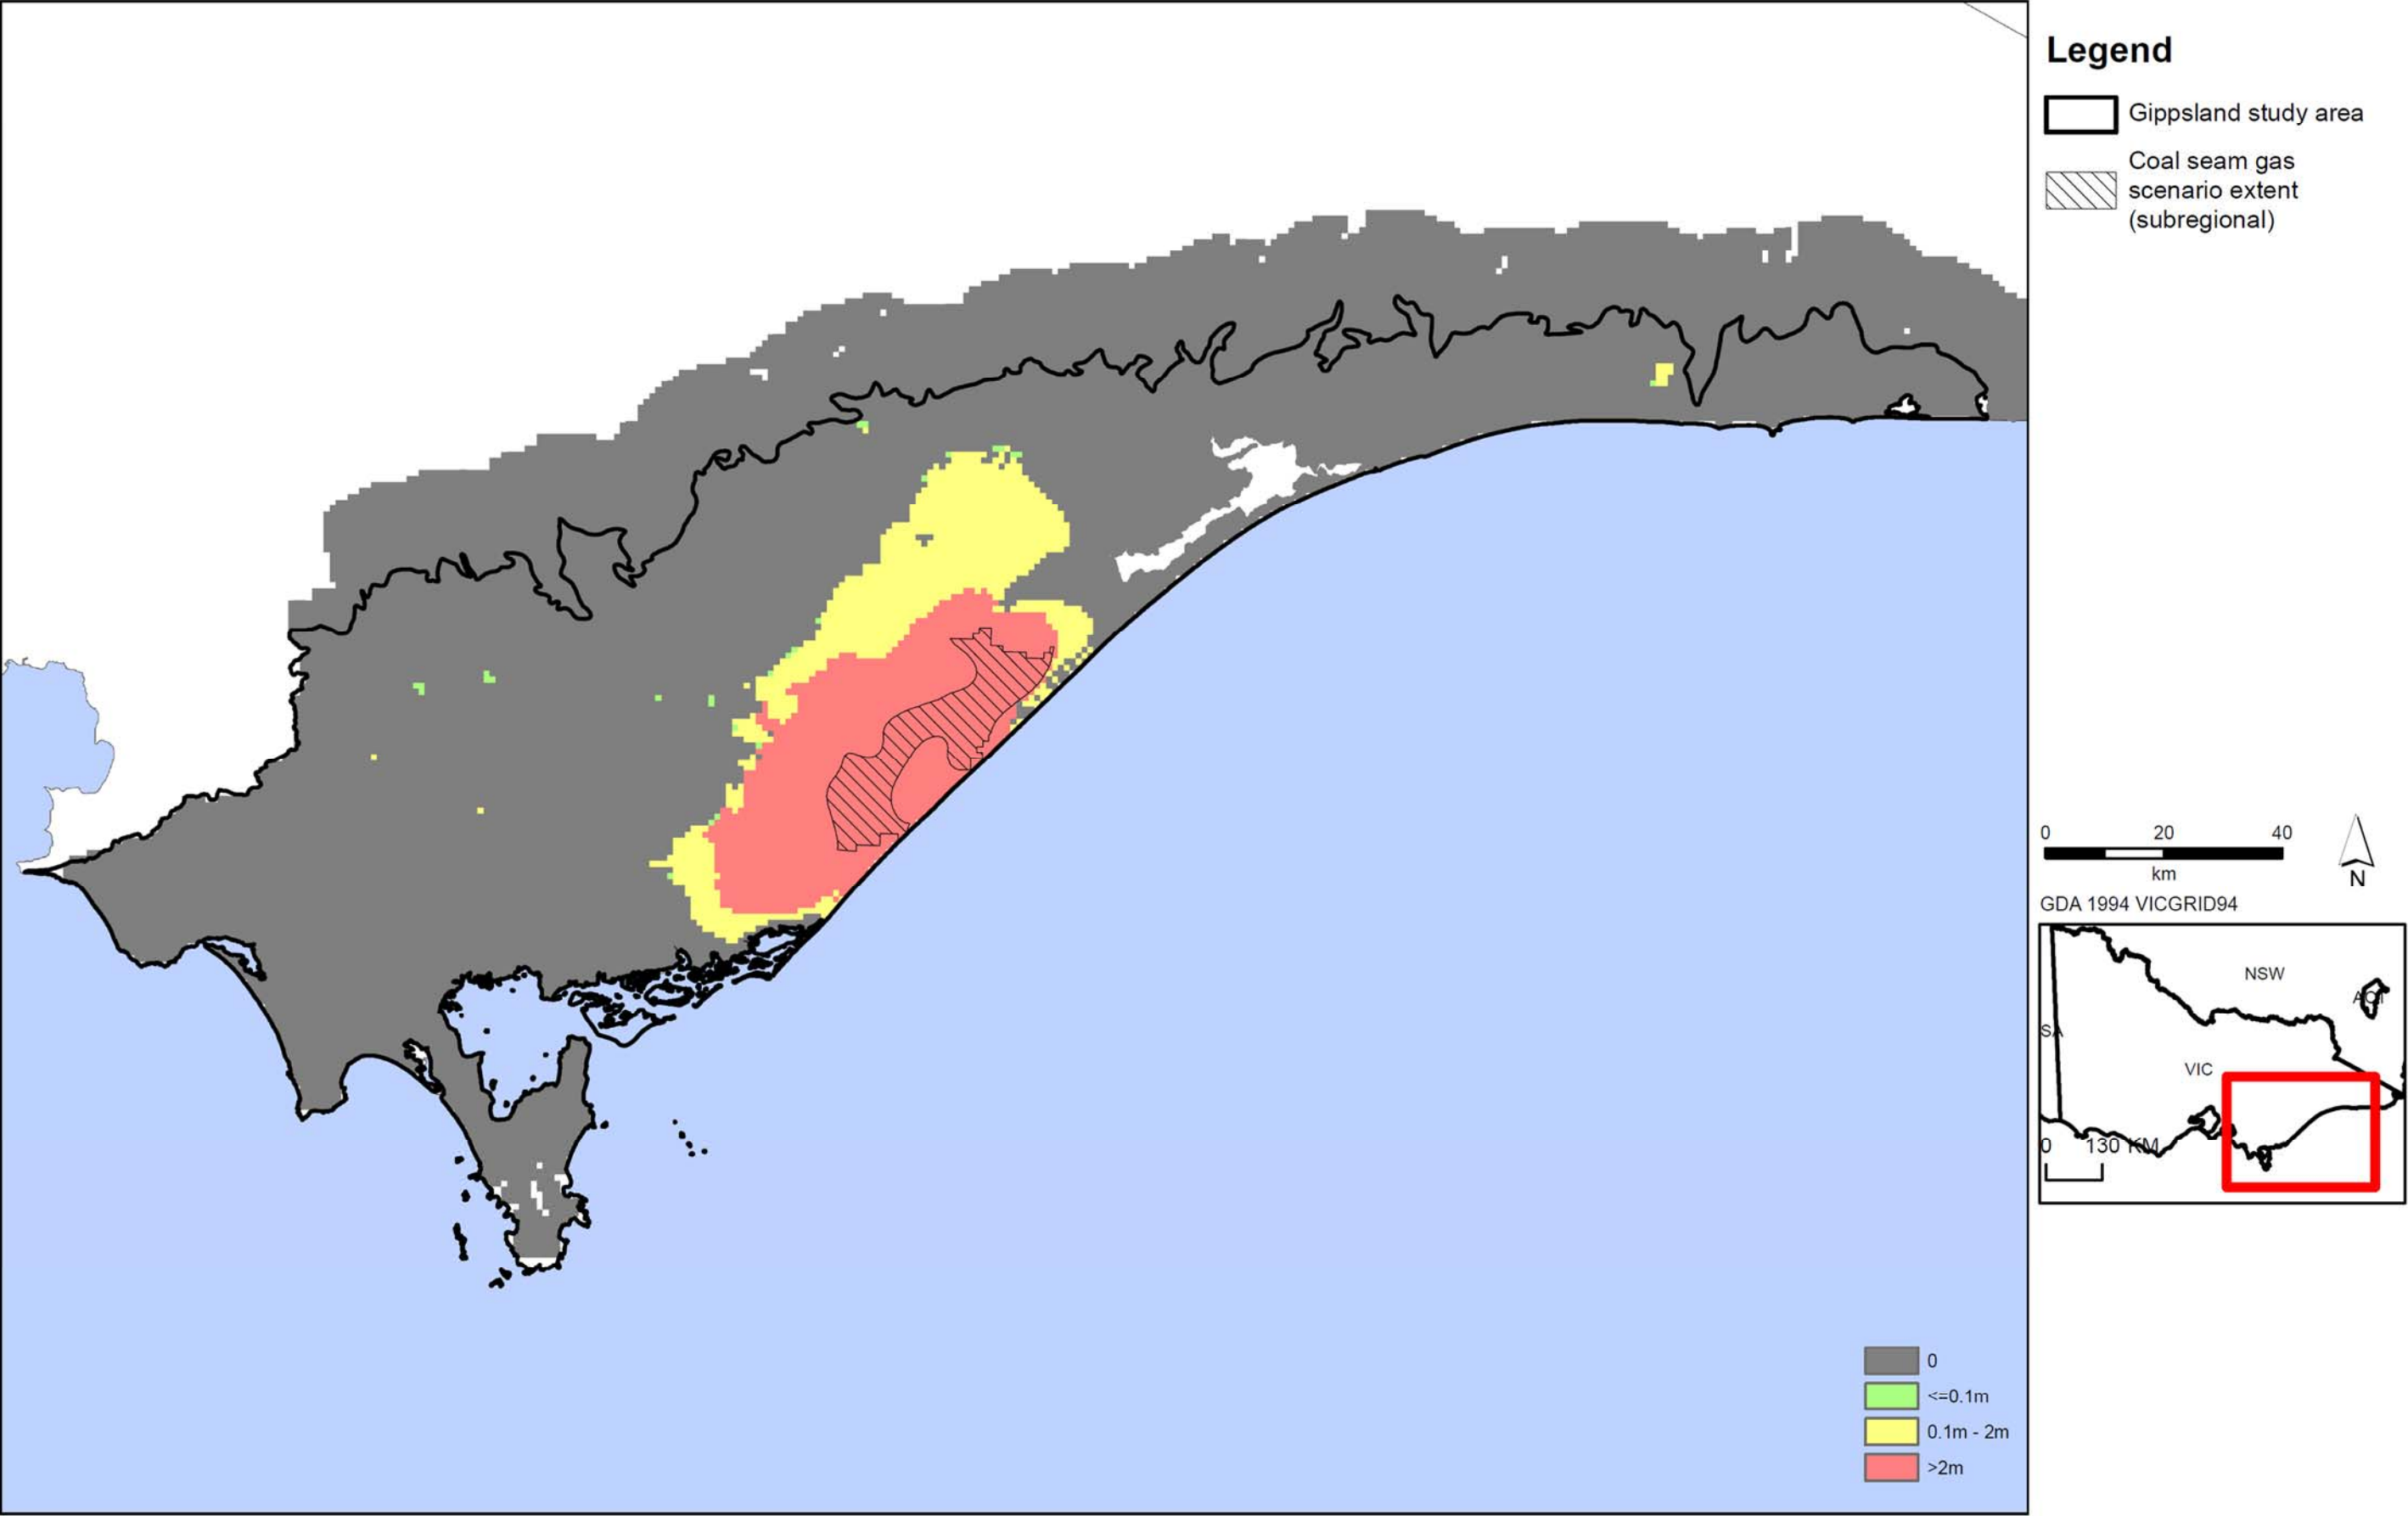 Legend
Gippsland study area
Coal seam gas
scenario extent
(subregional)
0 20 40
km
N
GDA 1994 VICGRID94
NSW
SA
VIC
0 130 KM
0
<=0.1m
0.1m - 2m
>2m